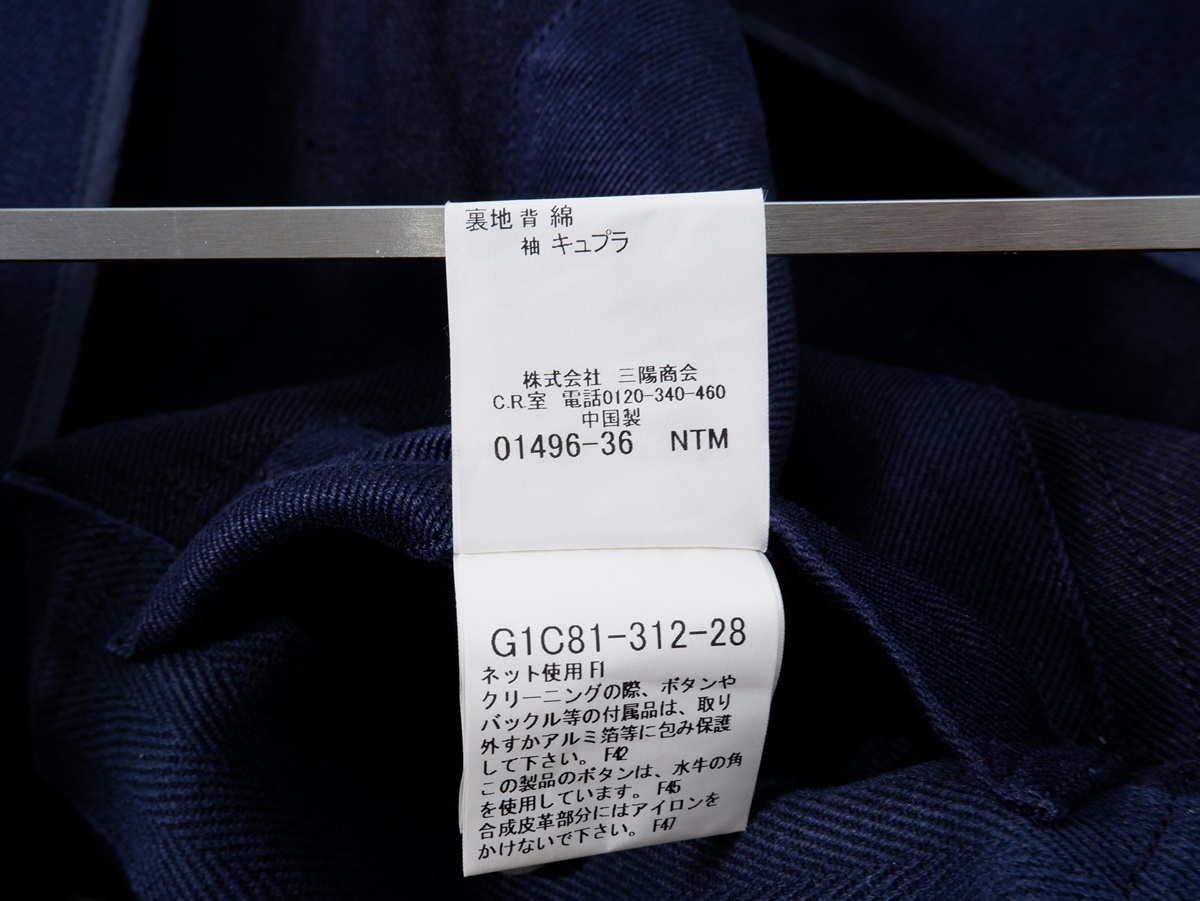 裏地 背 綿
袖 キュプラ
株式会社 三陽商会
C.R.室 電話0120-340-460
中国製
01496-36 NTM
G1C81-312-28
ネット使用 F1
クリーニングの際、ボタンや
バックル等の付属品は、取り
外すかアルミ箔等に包み保護
して下さい。 F42
この製品のボタンは、水牛の角
を使用しています。 F45
合成皮革部分にはアイロンを
かけないで下さい。 F47